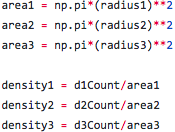 area1 = np.pi*(radius1)**2
area2 = np.pi*(radius2)**2
area3 = np.pi*(radius3)**2
density1 = d1Count/area1
density2 = d2Count/area2
density3 = d3Count/area3